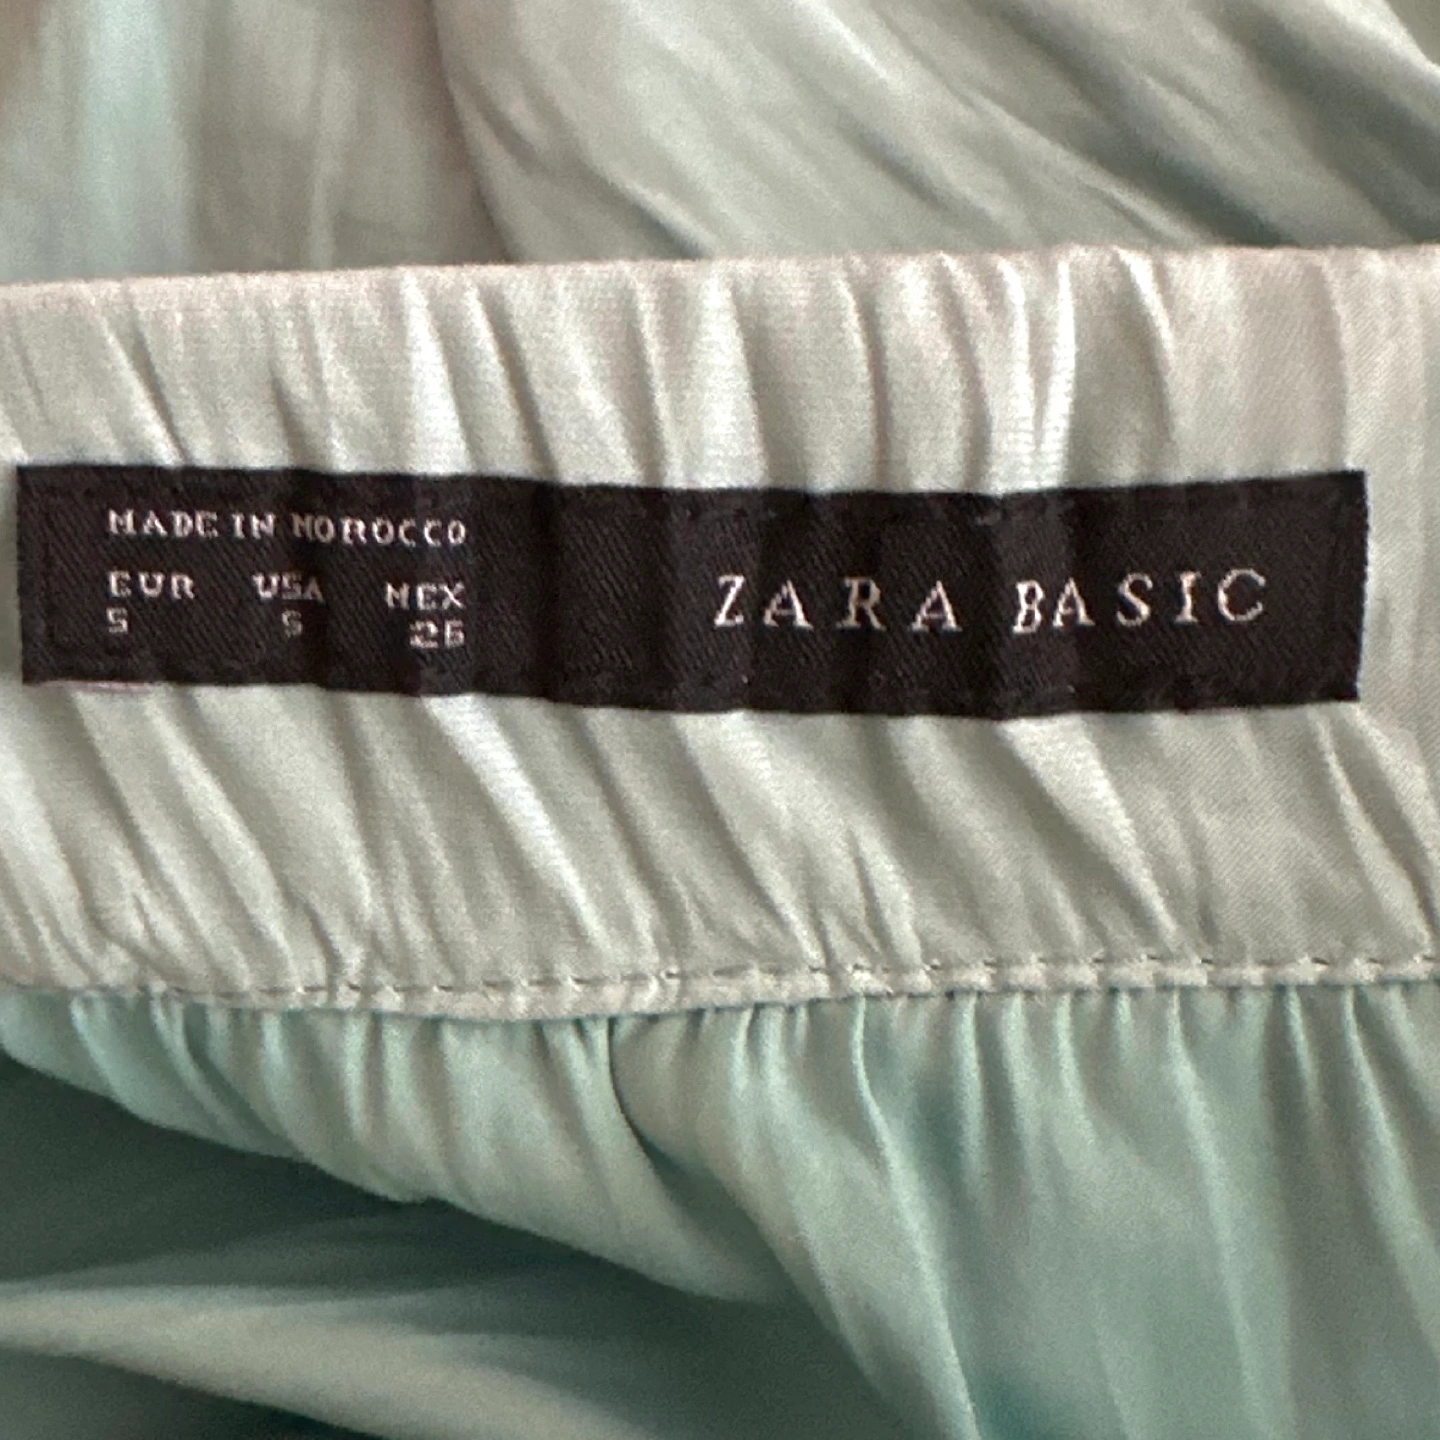 MADE IN MOROCCO
EUR USA MEX
S S 26
ZARA BASIC